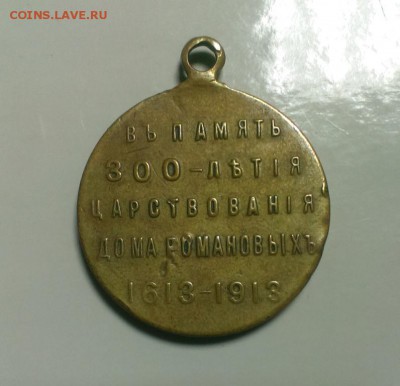 COINS.LAVE.RU
ВЪ ПАМЯТЬ
300-ЛѢТІЯ
ЦАРСТВОВАНІЯ
ДОМА РОМАНОВЫХЪ
1613-1913